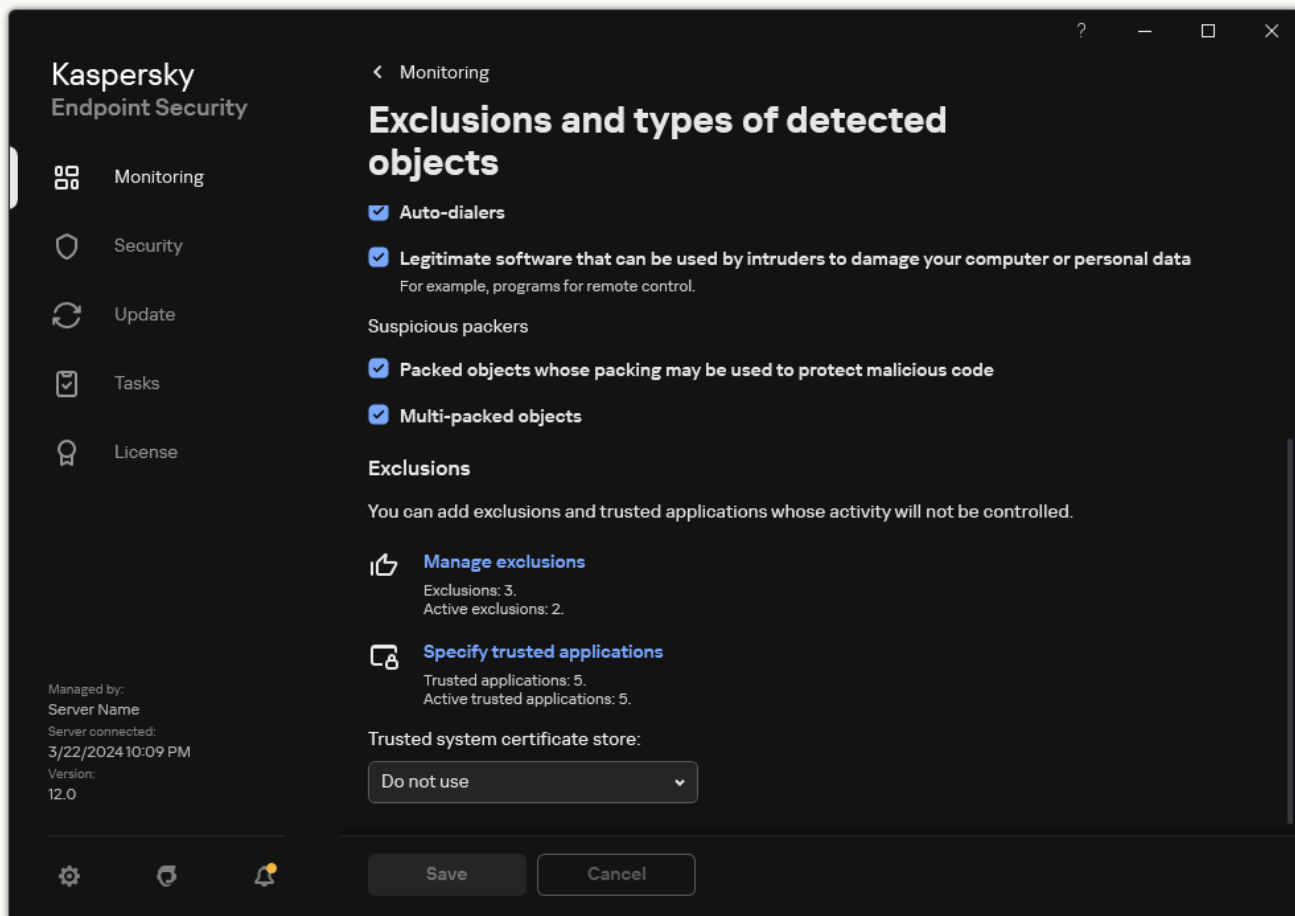 ?
Kaspersky
Endpoint Security
Monitoring
Security
Update
Tasks
License
Managed by:
Server Name
Server connected:
3/22/2024 10:09 PM
Version:
12.0
Monitoring
Exclusions and types of detected
objects
Auto-dialers
Legitimate software that can be used by intruders to damage your computer or personal data
For example, programs for remote control.
Suspicious packers
Packed objects whose packing may be used to protect malicious code
Multi-packed objects
Exclusions
You can add exclusions and trusted applications whose activity will not be controlled.
Manage exclusions
Exclusions: 3.
Active exclusions: 2.
Specify trusted applications
Trusted applications: 5.
Active trusted applications: 5.
Trusted system certificate store:
Do not use
Save
Cancel